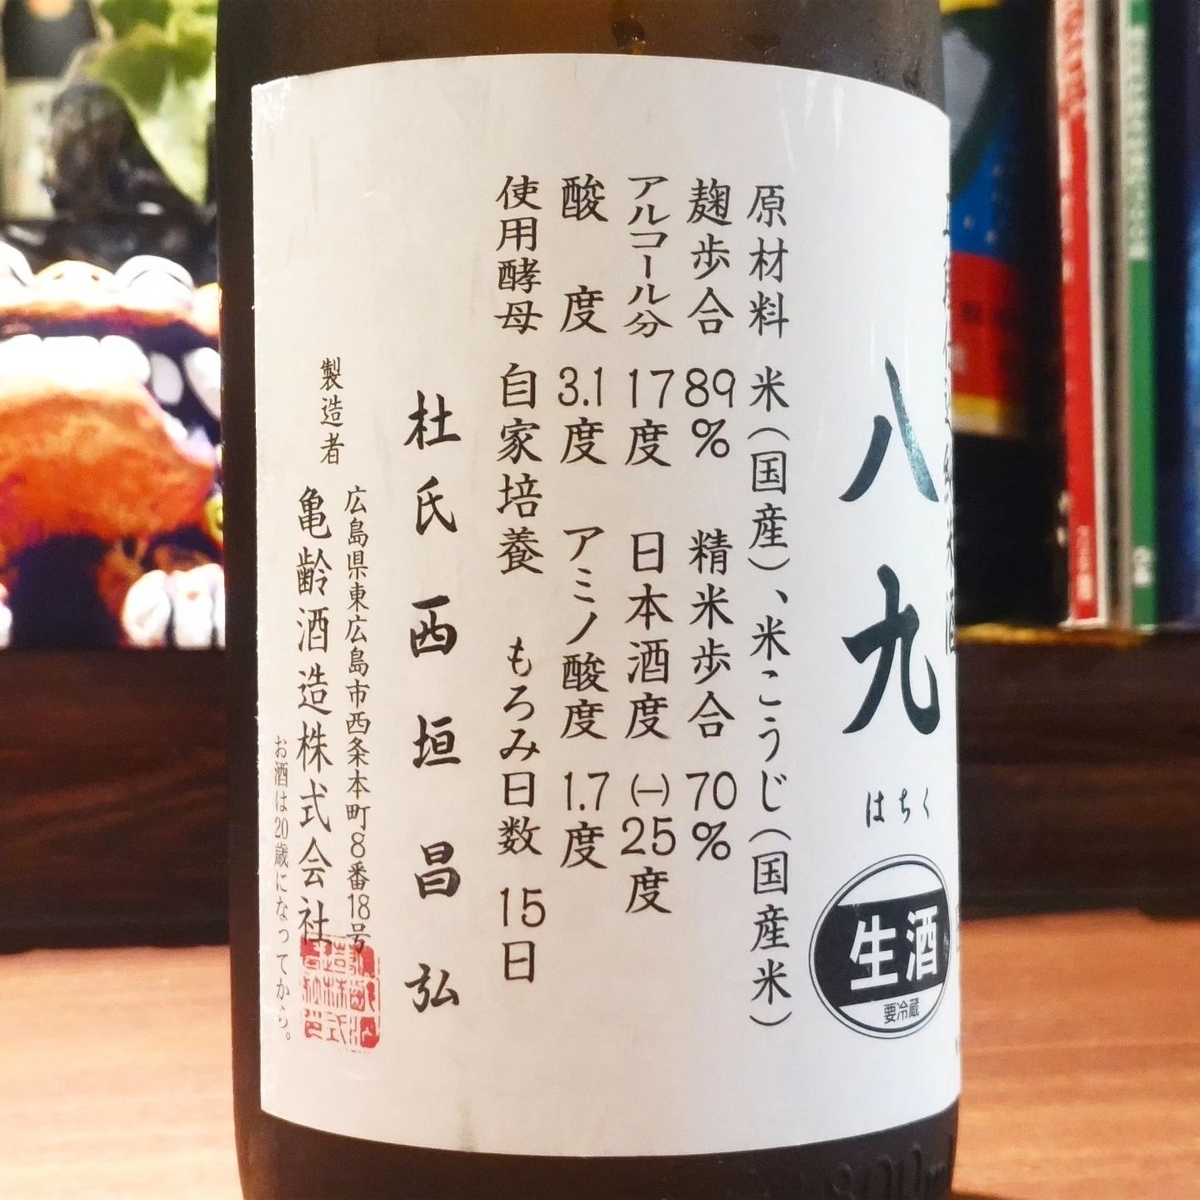 八九
はちく
生酒
要冷蔵
原材料 米(国産)、米こうじ(国産米)
麹歩合 89% 精米歩合 70%
アルコール分 17度 日本酒度 (一)25度
酸度 3.1度 アミノ酸度 1.7度
使用酵母 自家培養 もろみ日数 15日
杜氏 西垣昌弘
広島県東広島市西条本町8番18号
製造者 亀齢酒造株式会社
お酒は20歳になってから。